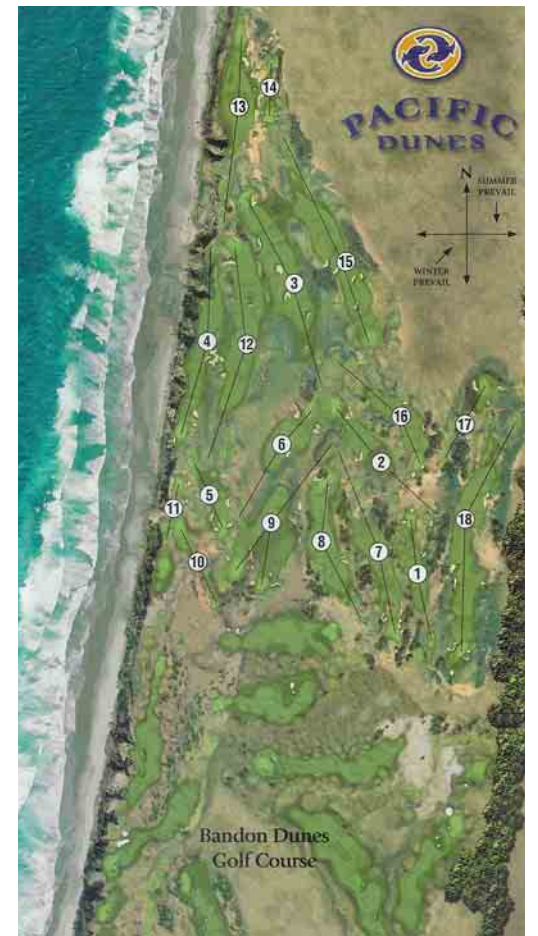 PACIFIC
DUNES
N
SUMMER
PREVAIL
WINTER
PREVAIL
14
13
15
3
4
12
16
17
6
2
5
11
9
18
8
7
10
1
Bandon Dunes
Golf Course